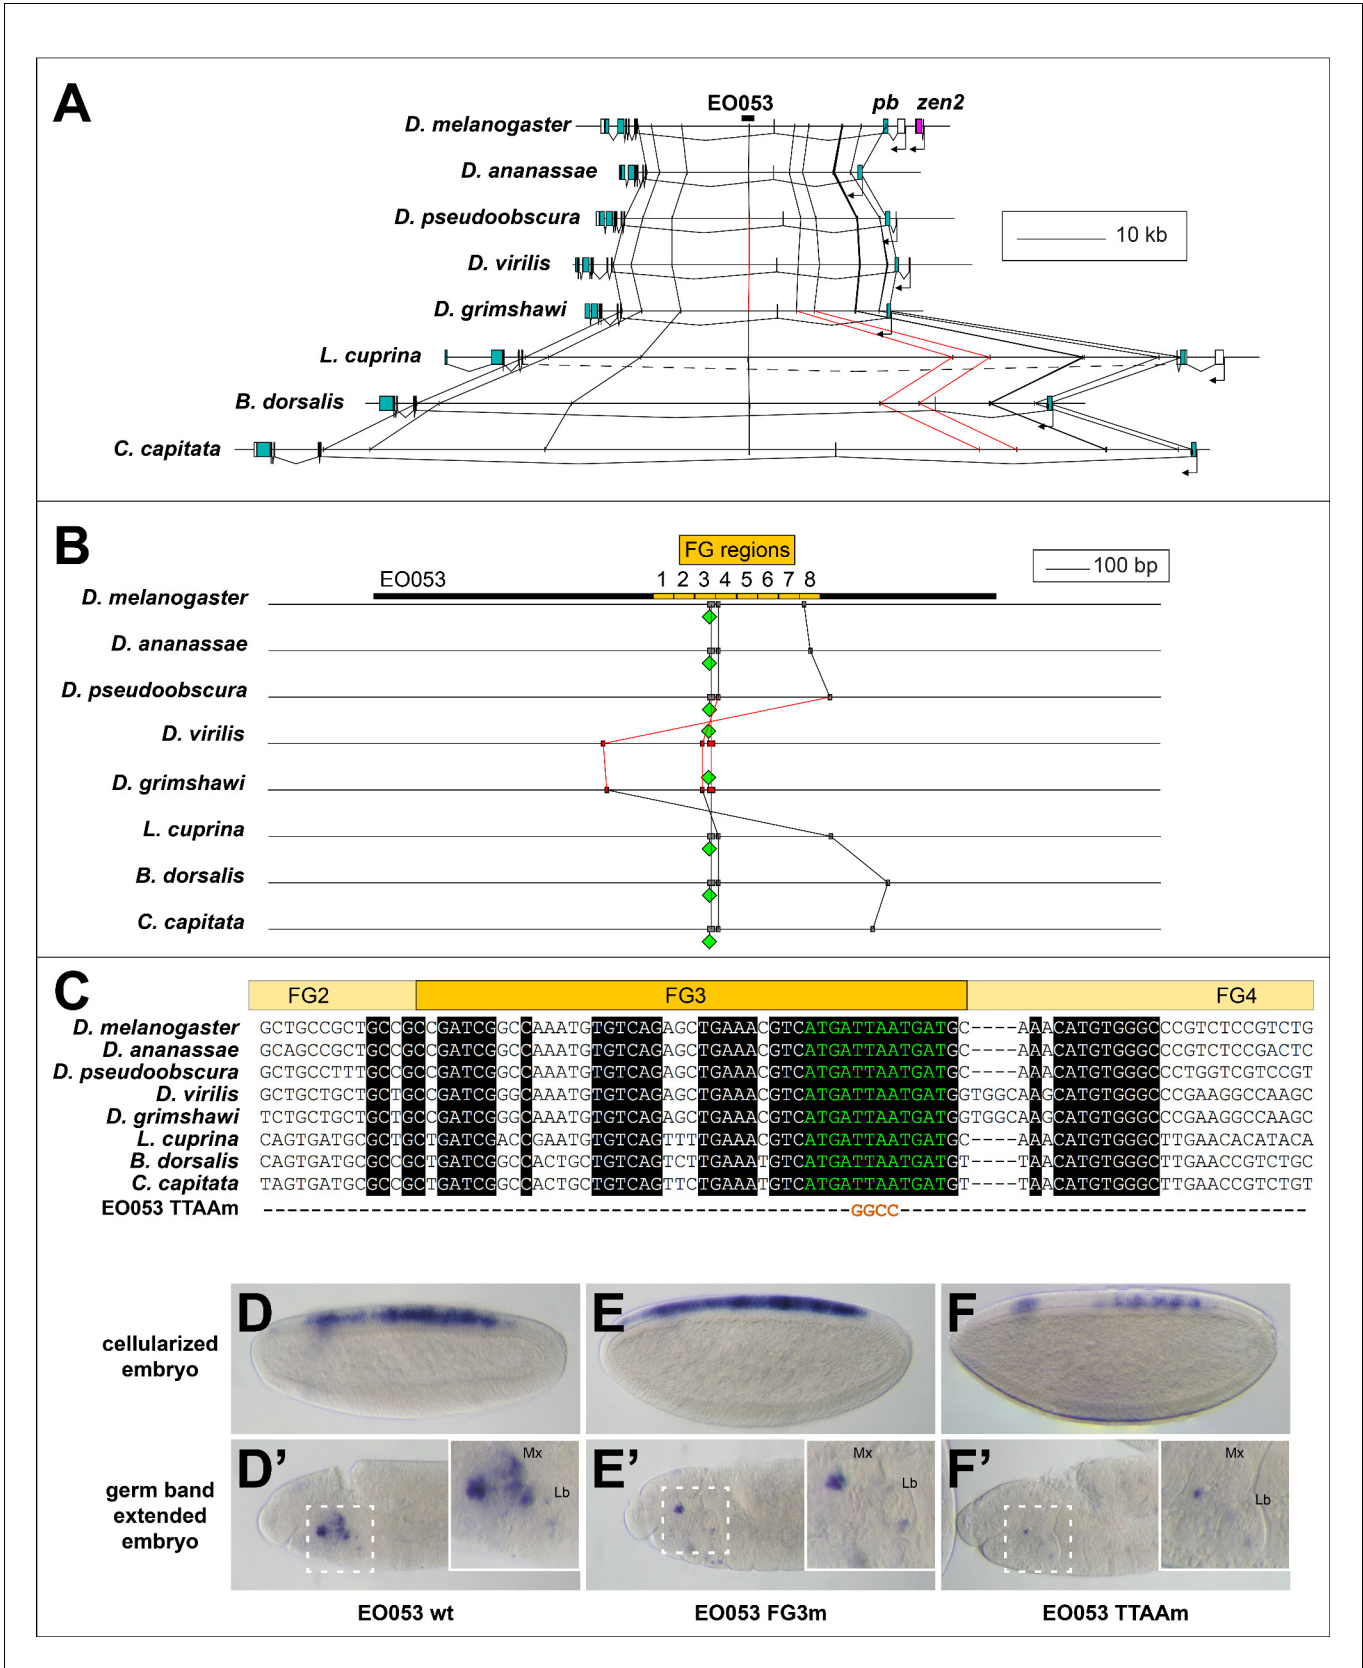 A
EO053 pb zen2
D. melanogaster
D. ananassae
D. pseudoobscura
10 kb
D. virilis
D. grimshawi
L. cuprina
B. dorsalis
C. capitata
B
FG regions
100 bp
EO053 1 2 3 4 5 6 7 8
D. melanogaster
D. ananassae
D. pseudoobscura
D. virilis
D. grimshawi
L. cuprina
B. dorsalis
C. capitata
C
FG2 FG3 FG4
D. melanogaster GCTGCCGCTGCCGCCGATCGGCCAAATGTGTCAGAGCTGAAACGTCATGATTAATGATGC----AAACATGTGGGCCCGTCTCCGTCTG
D. ananassae GCAGCCGCTGCCGCCGATCGGCCAAATGTGTCAGAGCTGAAACGTCATGATTAATGATGC----AAACATGTGGGCCCGTCTCCGACTC
D. pseudoobscura GCTGCCTTTGCCGCCGATCGGCCAAATGTGTCAGAGCTGAAACGTCATGATTAATGATGC----AAACATGTGGGCCCTGGTCGTCCGT
D. virilis GCTGCTGCTGCTGCCGATCGGCAAATGTGTCAGAGCTGAAACGTCATGATTAATGATGGTGGCAAGCATGTGGGCCCGAAGGCCAAGC
D. grimshawi TCTGCTGCTGCTGCCGATCGGCAAATGTGTCAGAGCTGAAACGTCATGATTAATGATGGTGGCAAGCATGTGGGCCCGAAGGCCAAGC
L. cuprina CAGTGATGCGCTGCTGATCGACCGAATGTGTCAGTTTTGAAACGTCATGATTAATGATGC----AAACATGTGGGCTTGAACACATACA
B. dorsalis CAGTGATGCGCCGCTGATCGGCCACTGCTGTCAGTCTTGAAATGTCATGATTAATGATGT----TAACATGTGGGCTTGAACCGTCTGC
C. capitata TAGTGATGCGCCGCTGATCGGCCACTGCTGTCAGTTCTGAAATGTCATGATTAATGATGT----TAACATGTGGGCTTGAACCGTCTGT
EO053 TTAAm GGCC
D E F
cellularized
embryo
D' Mx Lb E' Mx Lb F' Mx Lb
germ band
extended
embryo
EO053 wt EO053 FG3m EO053 TTAAm